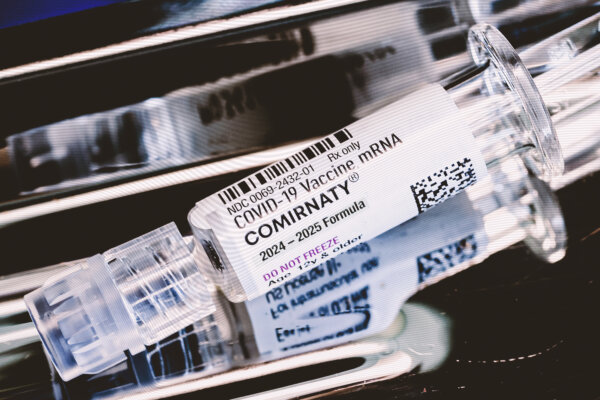 NDC 0069-2432-01 Rx only
COVID-19 Vaccine mRNA
COMIRNATY®
2024 – 2025 Formula
DO NOT FREEZE
Age 12y & older